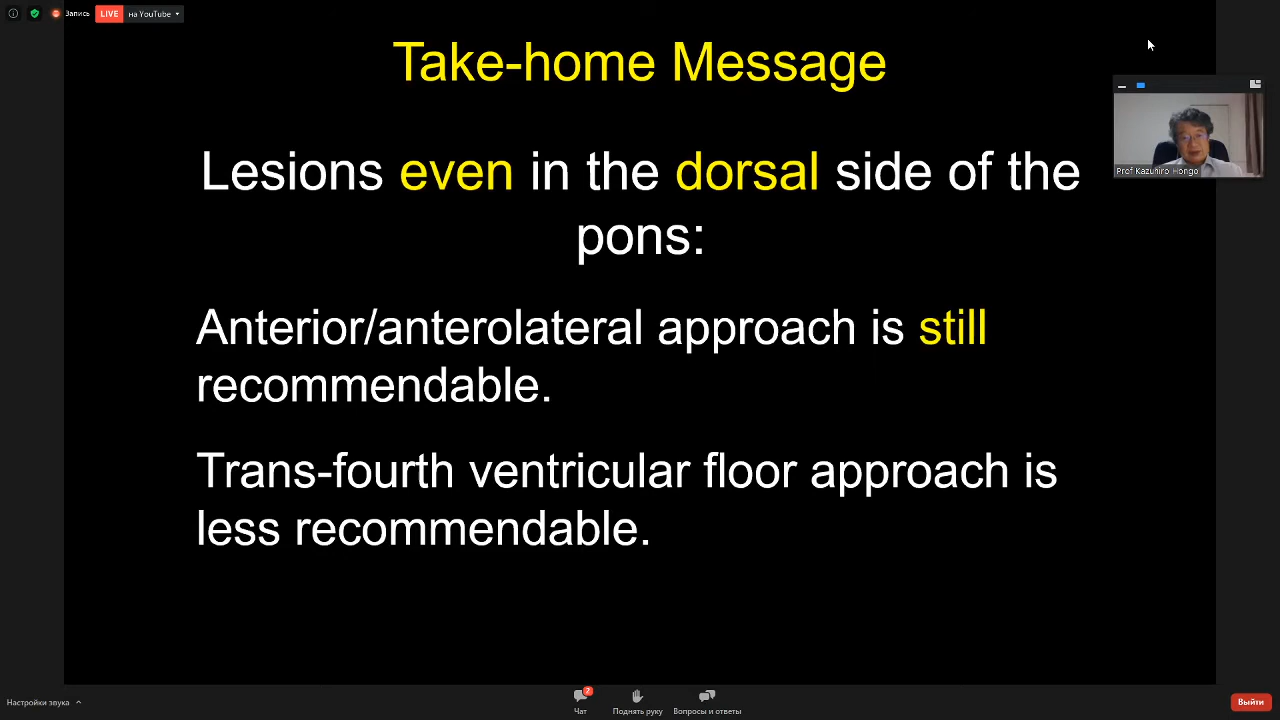 Запись
LIVE
на YouTube
Take-home Message
Prof Kazuhiro Hongo
Lesions even in the dorsal side of the
pons:
Anterior/anterolateral approach is still
recommendable.
Trans-fourth ventricular floor approach is
less recommendable.
Настройки звука
2
Чат
Поднять руку
Вопросы и ответы
Выйти